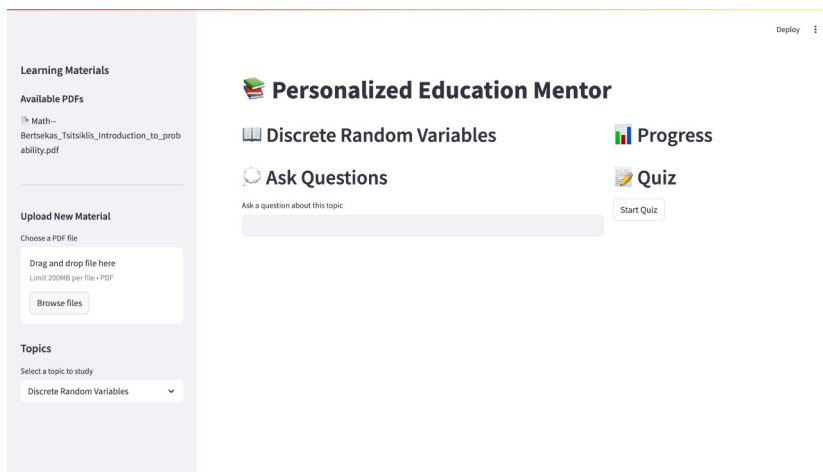 Deploy
Learning Materials
Available PDFs
Math--
Bertsekas_Tsitsiklis_Introduction_to_prob
ability.pdf
Upload New Material
Choose a PDF file
Drag and drop file here
Limit 200MB per file • PDF
Browse files
Topics
Select a topic to study
Discrete Random Variables
Personalized Education Mentor
Discrete Random Variables
Ask Questions
Ask a question about this topic
Progress
Quiz
Start Quiz